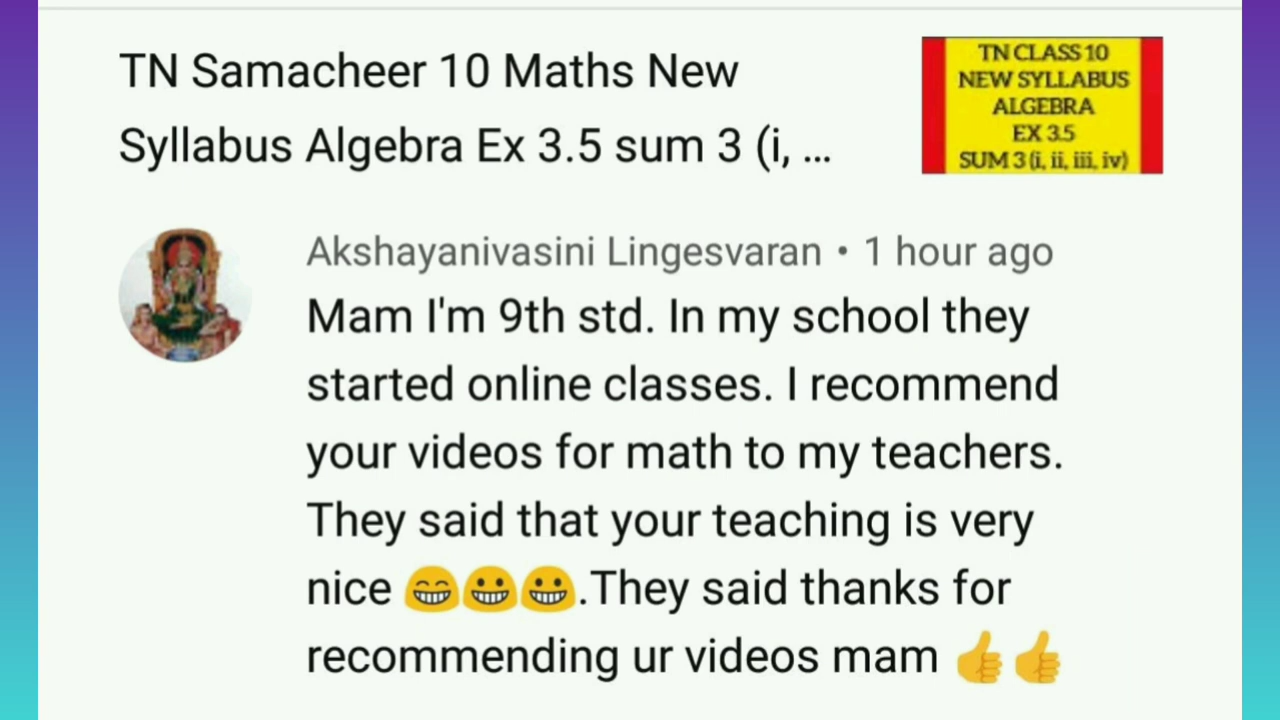 TN Samacheer 10 Maths New
Syllabus Algebra Ex 3.5 sum 3 (i, ...
TN CLASS 10
NEW SYLLABUS
ALGEBRA
EX 3.5
SUM 3 (i, ii, iii, iv)
Akshayanivasini Lingesvaran • 1 hour ago
Mam I'm 9th std. In my school they
started online classes. I recommend
your videos for math to my teachers.
They said that your teaching is very
nice 😁😀😀.They said thanks for
recommending ur videos mam 👍👍